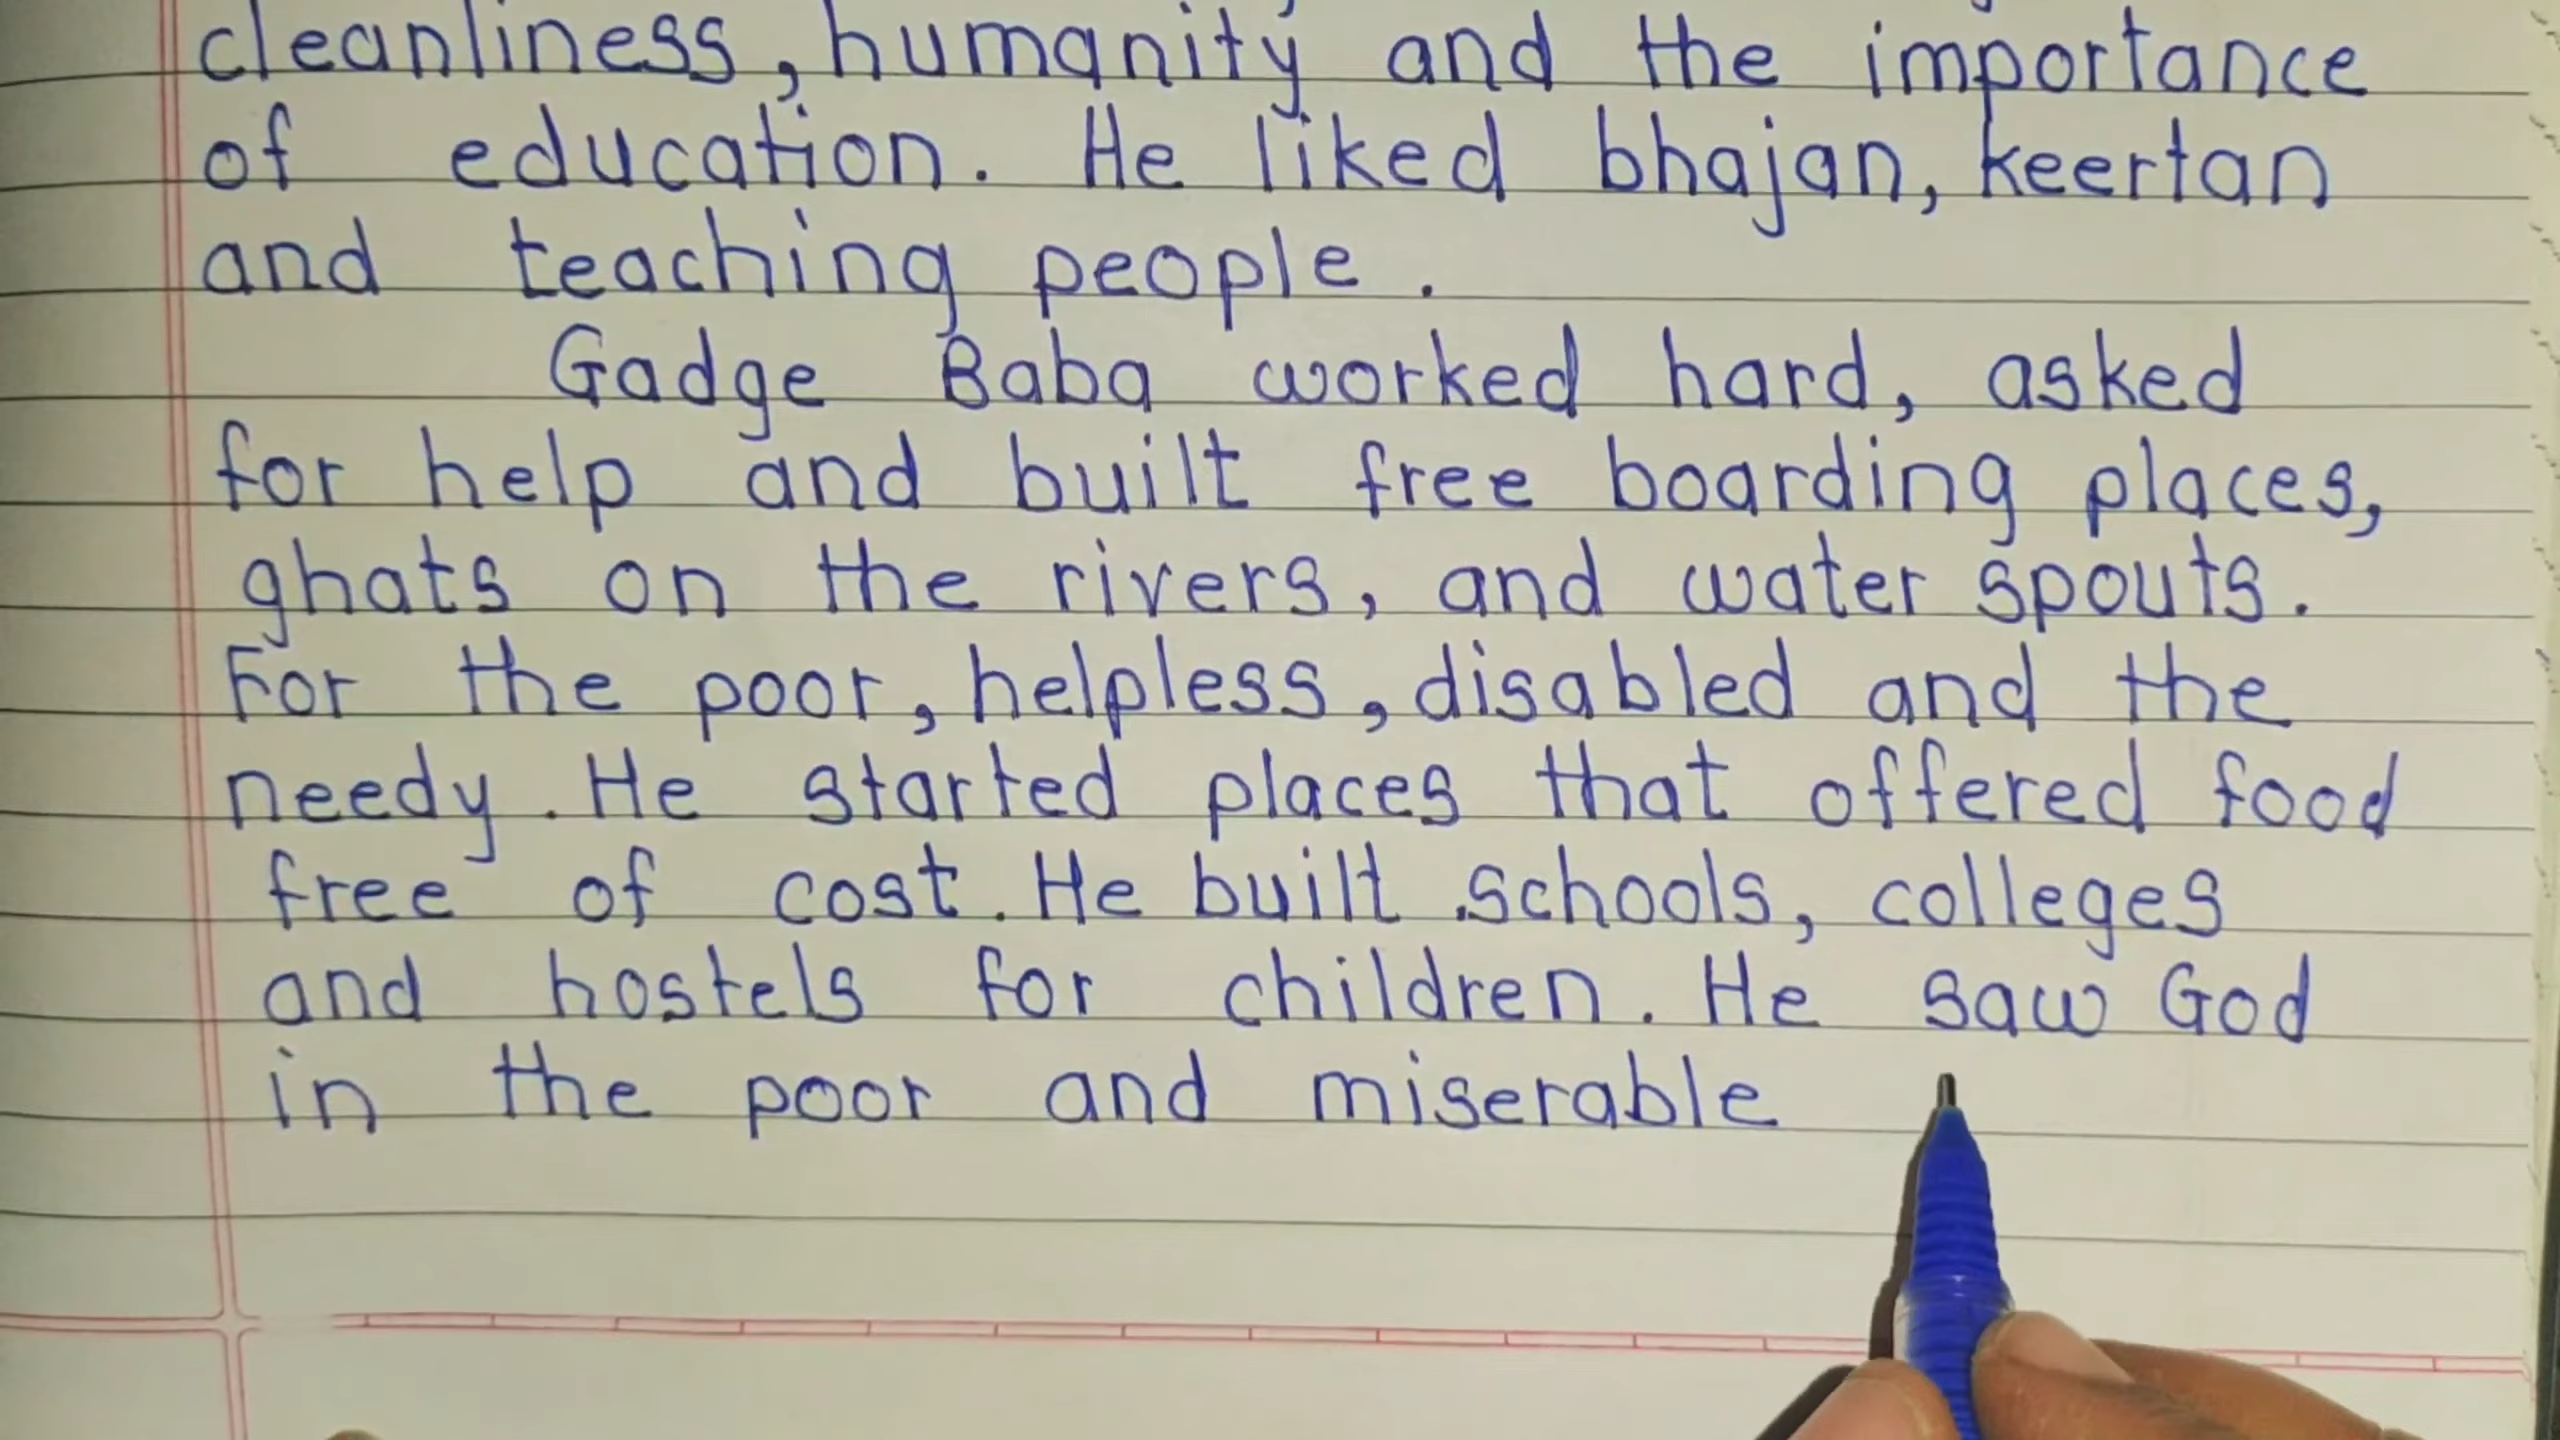 cleanliness, humanity and the importance
of education. He liked bhajan, keertan
and teaching people.
Gadge Baba worked hard, asked
for help and built free boarding places,
ghats on the rivers, and water spouts.
For the poor, helpless, disabled and the
needy. He started places that offered food
free of cost. He built schools, colleges
and hostels for children. He saw God
in the poor and miserable